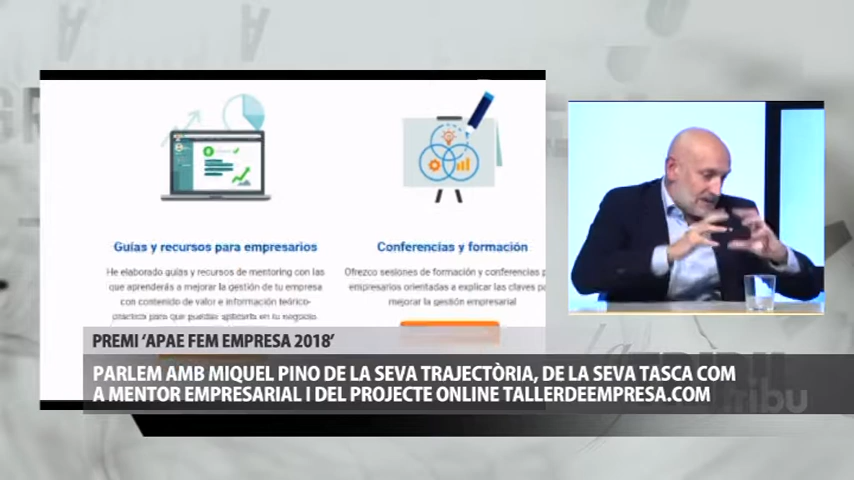 Guías y recursos para empresarios
He elaborado guías y recursos de mentoring con las
que aprenderás a mejorar la gestión de tu empresa
con contenido de valor e información teórico-
práctica para que puedas aplicarla en tu negocio
Conferencias y formación
Ofrezco sesiones de formación y conferencias p
empresarios orientadas a explicar las claves pa
mejorar la gestión empresarial
PREMI ‘APAE FEM EMPRESA 2018’
PARLEM AMB MIQUEL PINO DE LA SEVA TRAJECTÒRIA, DE LA SEVA TASCA COM
A MENTOR EMPRESARIAL I DEL PROJECTE ONLINE TALLERDEEMPRESA.COM
tribu